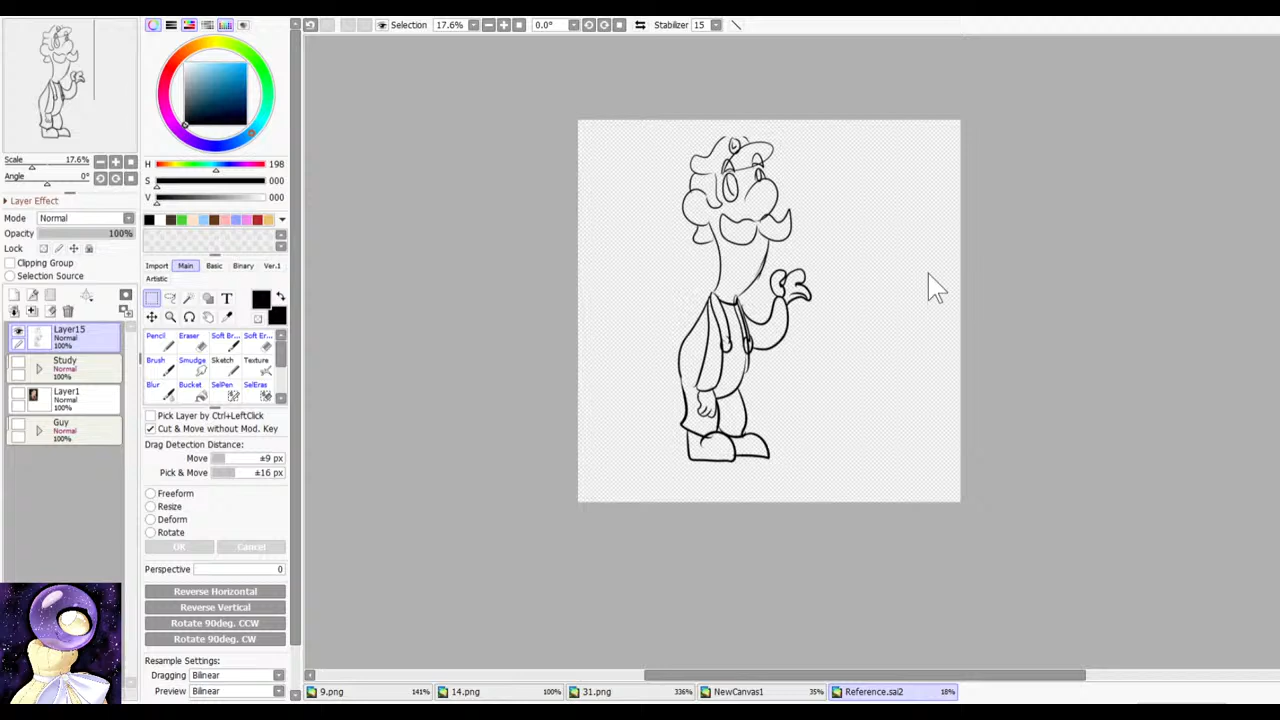 Selection 17.6% 0.0° Stabilizer 15
Scale 17.6%
Angle 0°
Layer Effect
Mode Normal
Opacity 100%
Lock
Clipping Group
Selection Source
Layer15
Normal
100%
Study
Normal
100%
Layer1
Normal
100%
Guy
Normal
100%
H 198
S 000
V 000
Import Main Basic Binary Ver.1
Artistic
T
Pencil Eraser Soft Br... Soft Er...
Brush Smudge Sketch Texture
Blur Bucket SelPen SelEras
Pick Layer by Ctrl+LeftClick
Cut & Move without Mod. Key
Drag Detection Distance:
Move ±9 px
Pick & Move ±16 px
Freeform
Resize
Deform
Rotate
OK Cancel
Perspective 0
Reverse Horizontal
Reverse Vertical
Rotate 90deg. CCW
Rotate 90deg. CW
Resample Settings:
Dragging Bilinear
Preview Bilinear
L
9.png 141% 14.png 100% 31.png 336% NewCanvas1 35% Reference.sai2 18%